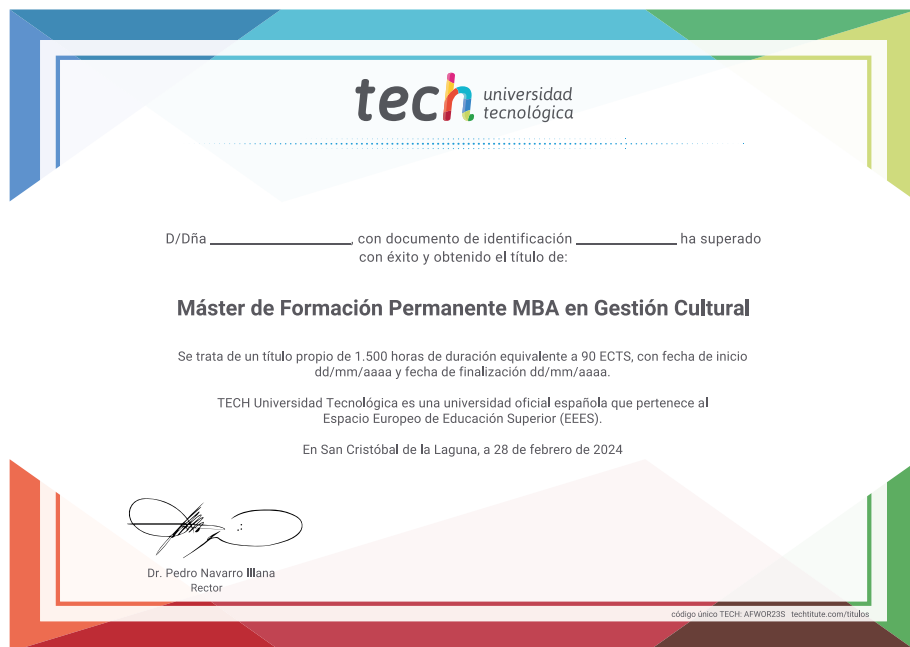 tech universidad
tecnológica
D/Dña ____________________, con documento de identificación ______________ ha superado
con éxito y obtenido el título de:
Máster de Formación Permanente MBA en Gestión Cultural
Se trata de un título propio de 1.500 horas de duración equivalente a 90 ECTS, con fecha de inicio
dd/mm/aaaa y fecha de finalización dd/mm/aaaa.
TECH Universidad Tecnológica es una universidad oficial española que pertenece al
Espacio Europeo de Educación Superior (EEES).
En San Cristóbal de la Laguna, a 28 de febrero de 2024
Dr. Pedro Navarro Illana
Rector
código único TECH: AFWOR23S techtitute.com/titulos